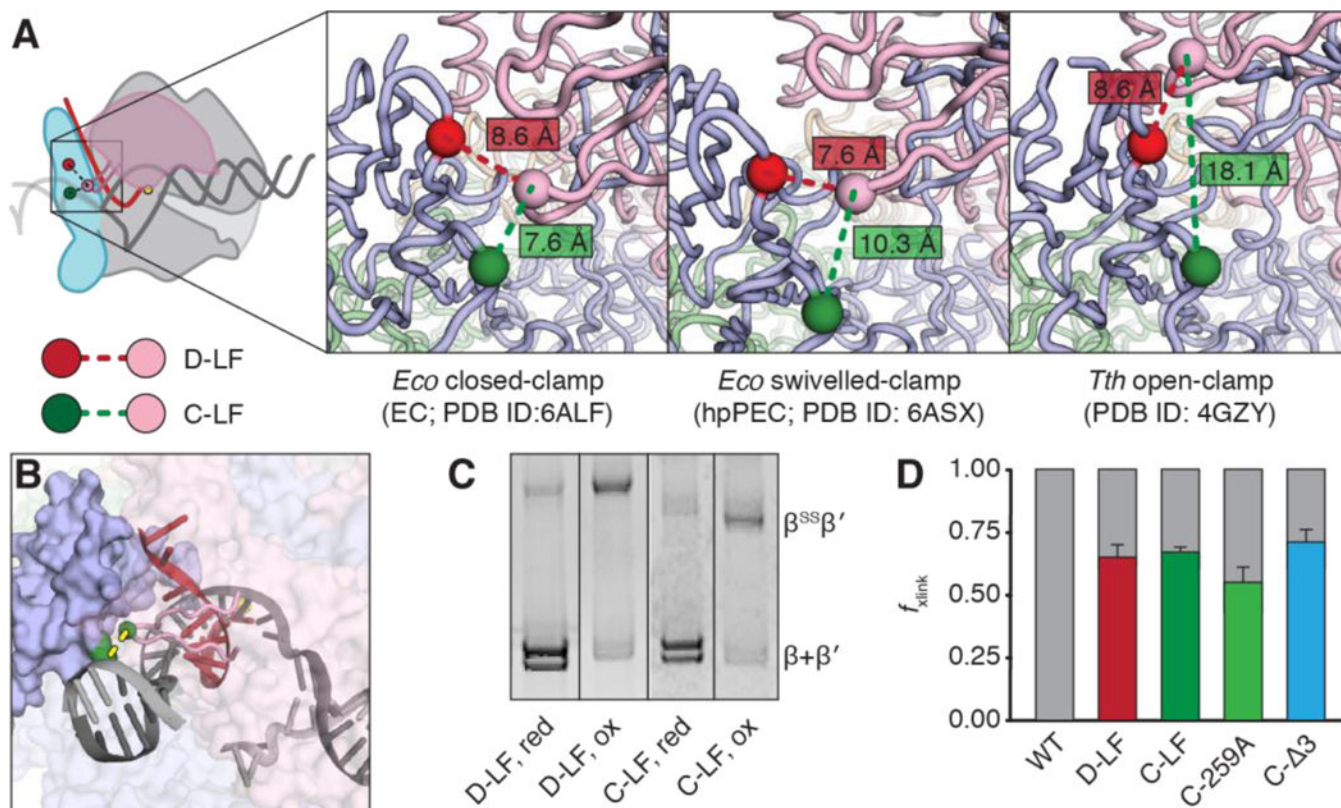 A
8.6 Å
7.6 Å
7.6 Å
10.3 Å
8.6 Å
18.1 Å
D-LF
C-LF
Eco closed-clamp
(EC; PDB ID:6ALF)
Eco swivelled-clamp
(hpPEC; PDB ID: 6ASX)
Tth open-clamp
(PDB ID: 4GZY)
B
C
βSSβ′
β+β′
D-LF, red
D-LF, ox
C-LF, red
C-LF, ox
D
fxlink
1.00
0.75
0.50
0.25
0.00
WT
D-LF
C-LF
C-259A
C-Δ3